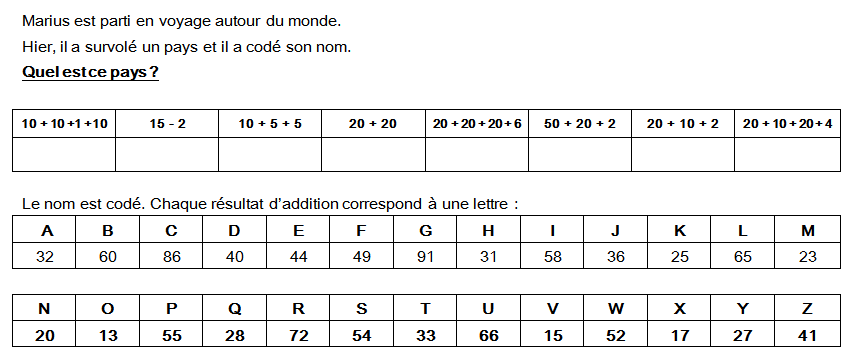 Marius est parti en voyage autour du monde.
Hier, il a survolé un pays et il a codé son nom.
Quel est ce pays ?
10 + 10 +1 +10 15 - 2 10 + 5 + 5 20 + 20 20 + 20 + 20 + 6 50 + 20 + 2 20 + 10 + 2 20 + 10 + 20 + 4
Le nom est codé. Chaque résultat d’addition correspond à une lettre :
A B C D E F G H I J K L M
32 60 86 40 44 49 91 31 58 36 25 65 23
N O P Q R S T U V W X Y Z
20 13 55 28 72 54 33 66 15 52 17 27 41